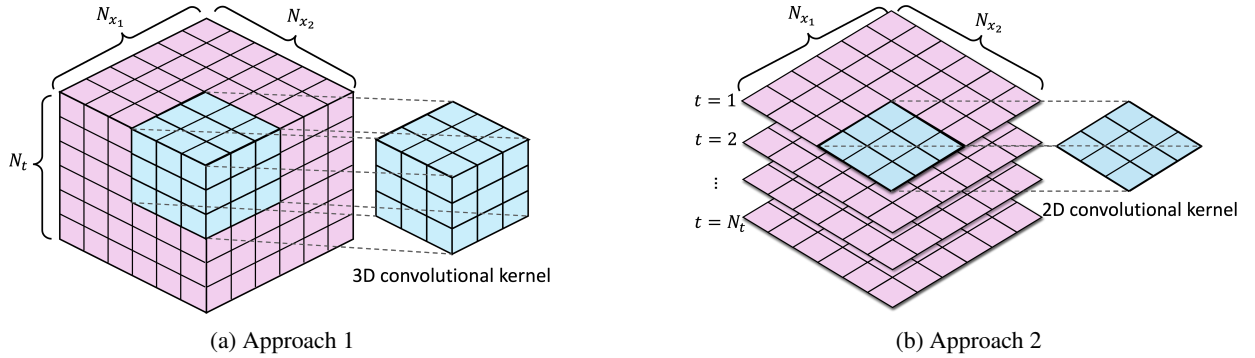 N_{x_1}
N_{x_2}
N_t
3D convolutional kernel
(a) Approach 1
N_{x_1}
N_{x_2}
t = 1
t = 2
⋮
t = N_t
2D convolutional kernel
(b) Approach 2